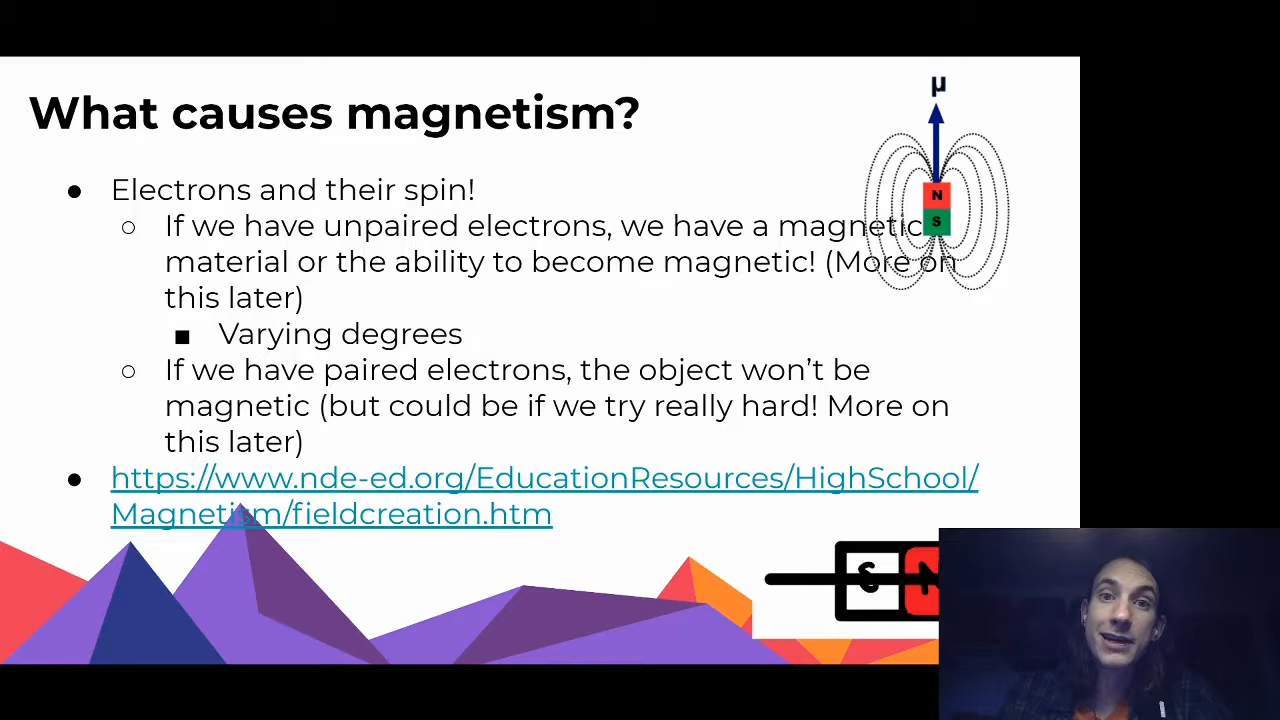 What causes magnetism?
μ
N
S
● Electrons and their spin!
○ If we have unpaired electrons, we have a magnetic
material or the ability to become magnetic! (More on
this later)
■ Varying degrees
○ If we have paired electrons, the object won’t be
magnetic (but could be if we try really hard! More on
this later)
● https://www.nde-ed.org/EducationResources/HighSchool/
Magnetism/fieldcreation.htm
S